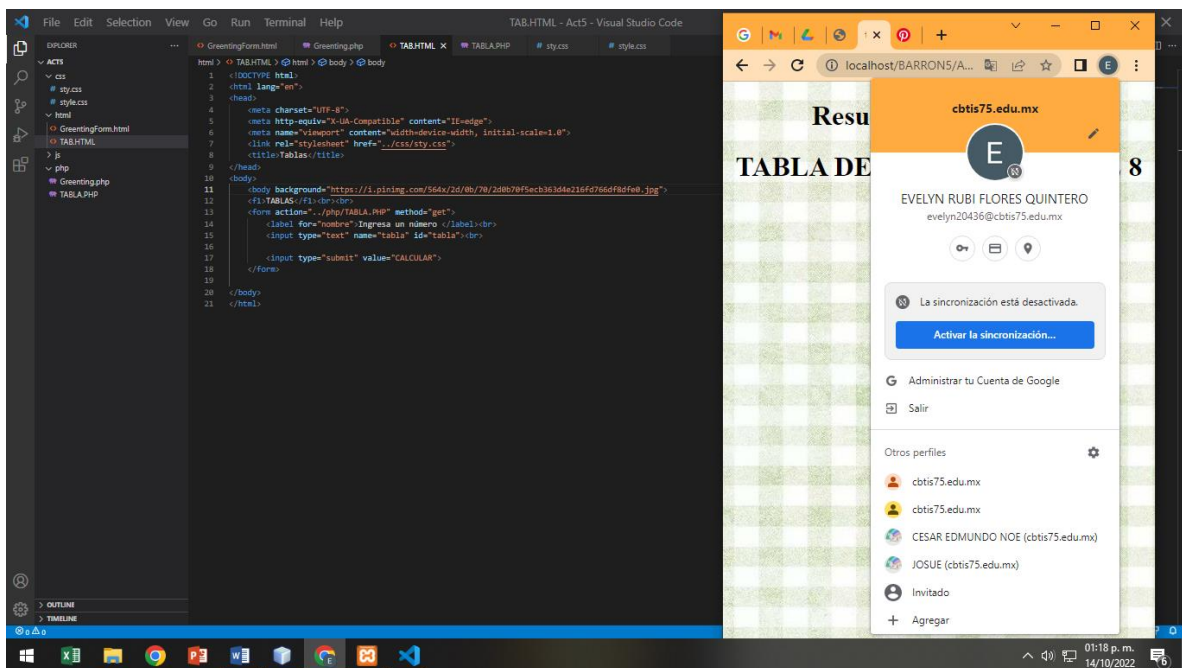 File Edit Selection View Go Run Terminal Help
TAB.HTML - Act5 - Visual Studio Code
EXPLORER
ACT5
css
# sty.css
# style.css
html
GreentingForm.html
TAB.HTML
js
php
Greenting.php
TABLA.PHP
OUTLINE
TIMELINE
GreentingForm.html Greenting.php TAB.HTML TABLA.PHP # sty.css # style.css
html > TAB.HTML > html > body > body
1 <!DOCTYPE html>
2 <html lang="en">
3 <head>
4 <meta charset="UTF-8">
5 <meta http-equiv="X-UA-Compatible" content="IE=edge">
6 <meta name="viewport" content="width=device-width, initial-scale=1.0">
7 <link rel="stylesheet" href="../css/sty.css">
8 <title>Tablas</title>
9 </head>
10 <body>
11 <body background="https://i.pinimg.com/564x/2d/0b/70/2d0b70f5ecb363d4e216fd766df8dfe0.jpg">
12 <f1>TABLAS</f1><br><br>
13 <form action="../php/TABLA.PHP" method="get">
14 <label for="nombre">Ingresa un número </label><br>
15 <input type="text" name="tabla" id="tabla"><br>
16
17 <input type="submit" value="CALCULAR">
18 </form>
19
20 </body>
21 </html>
0 0
localhost/BARRON5/A...
E
Resu
TABLA DE 8
cbtis75.edu.mx
E
EVELYN RUBI FLORES QUINTERO
evelyn20436@cbtis75.edu.mx
La sincronización está desactivada.
Activar la sincronización...
G Administrar tu Cuenta de Google
Salir
Otros perfiles
cbtis75.edu.mx
cbtis75.edu.mx
CESAR EDMUNDO NOE (cbtis75.edu.mx)
JOSUE (cbtis75.edu.mx)
Invitado
+ Agregar
01:18 p. m.
14/10/2022
6